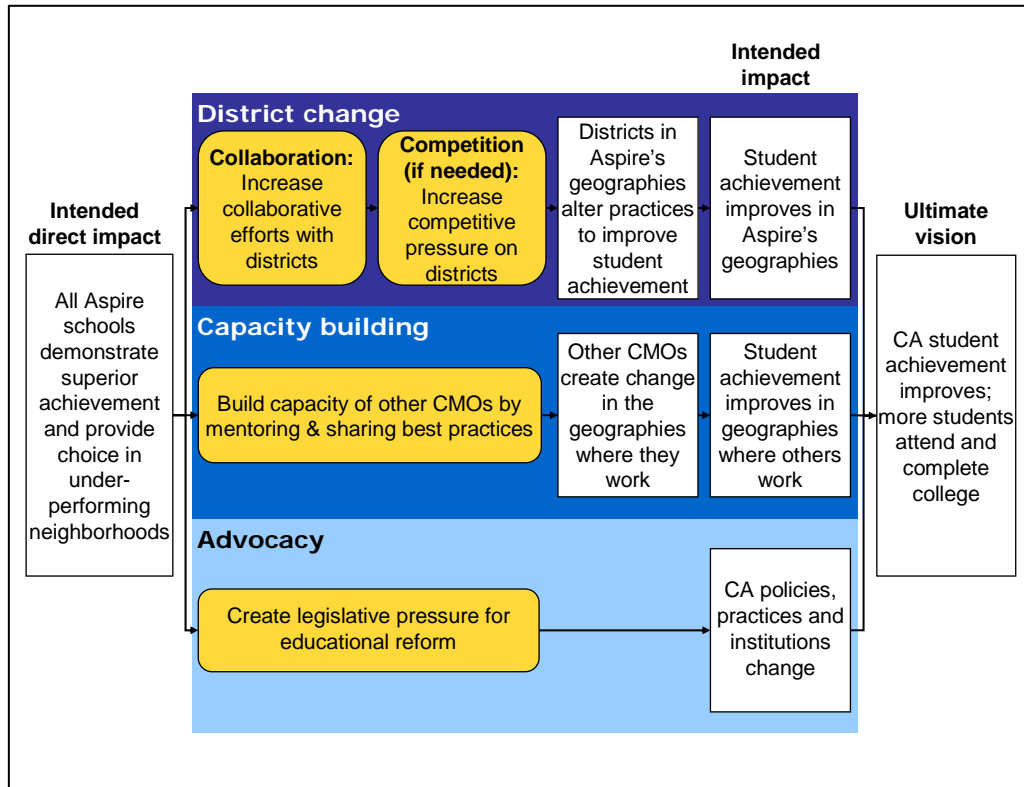 Intended
impact
District change
Collaboration:
Increase
collaborative
efforts with
districts
Competition
(if needed):
Increase
competitive
pressure on
districts
Districts in
Aspire's
geographies
alter practices
to improve
student
achievement
Student
achievement
improves in
Aspire's
geographies
Intended
direct impact
All Aspire
schools
demonstrate
superior
achievement
and provide
choice in
under-
performing
neighborhoods
Ultimate
vision
CA student
achievement
improves;
more students
attend and
complete
college
Capacity building
Build capacity of other CMOs by
mentoring & sharing best practices
Other CMOs
create change
in the
geographies
where they
work
Student
achievement
improves in
geographies
where others
work
Advocacy
Create legislative pressure for
educational reform
CA policies,
practices and
institutions
change